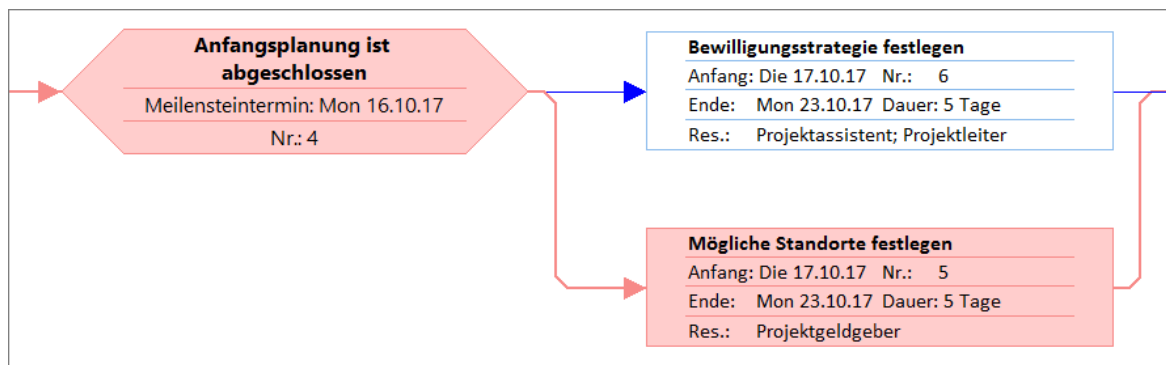 Anfangsplanung ist
abgeschlossen
Meilensteintermin: Mon 16.10.17
Nr.: 4
Bewilligungsstrategie festlegen
Anfang: Die 17.10.17 Nr.: 6
Ende: Mon 23.10.17 Dauer: 5 Tage
Res.: Projektassistent; Projektleiter
Mögliche Standorte festlegen
Anfang: Die 17.10.17 Nr.: 5
Ende: Mon 23.10.17 Dauer: 5 Tage
Res.: Projektgeldgeber